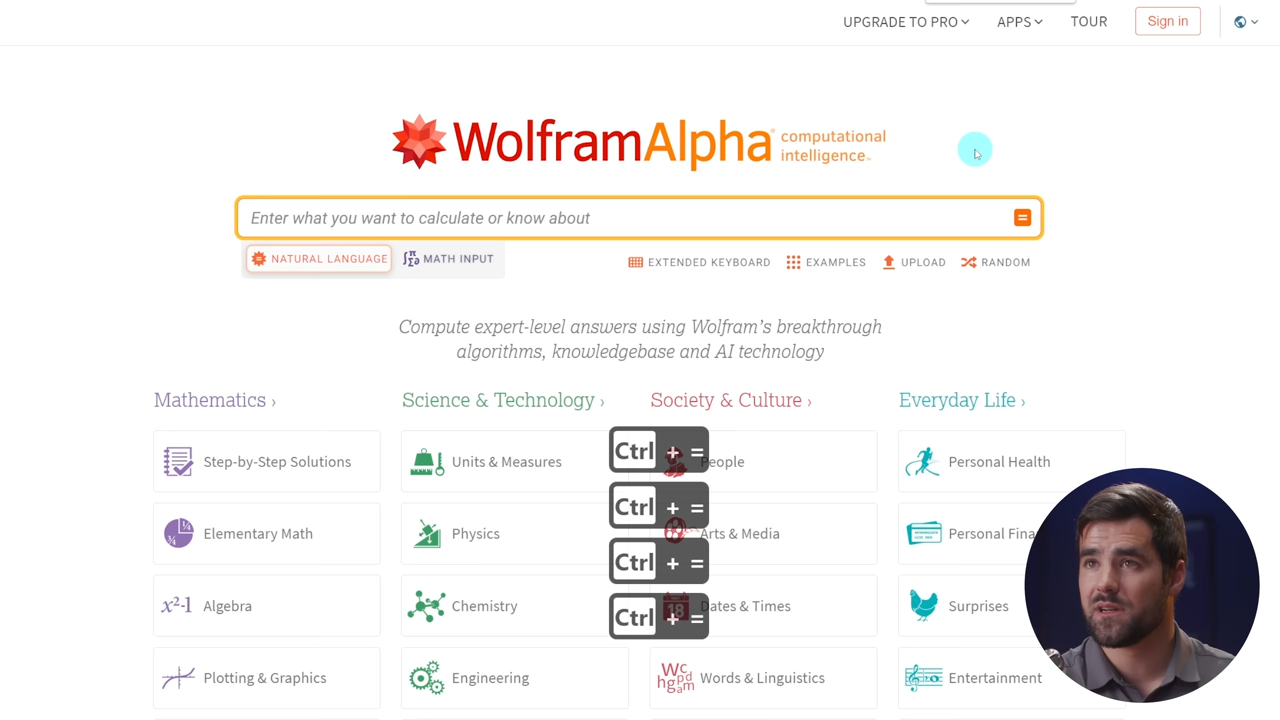 UPGRADE TO PRO APPS TOUR Sign in
WolframAlpha computational intelligence
Enter what you want to calculate or know about
NATURAL LANGUAGE MATH INPUT EXTENDED KEYBOARD EXAMPLES UPLOAD RANDOM
Compute expert-level answers using Wolfram's breakthrough
algorithms, knowledgebase and AI technology
Mathematics › Science & Technology › Society & Culture › Everyday Life ›
Step-by-Step Solutions Units & Measures People Personal Health
Ctrl + =
Elementary Math Physics Arts & Media Personal Fina
Ctrl + =
Ctrl + =
x²-1 Algebra Chemistry 18 Dates & Times Surprises
Ctrl + =
Plotting & Graphics Engineering Words & Linguistics Entertainment